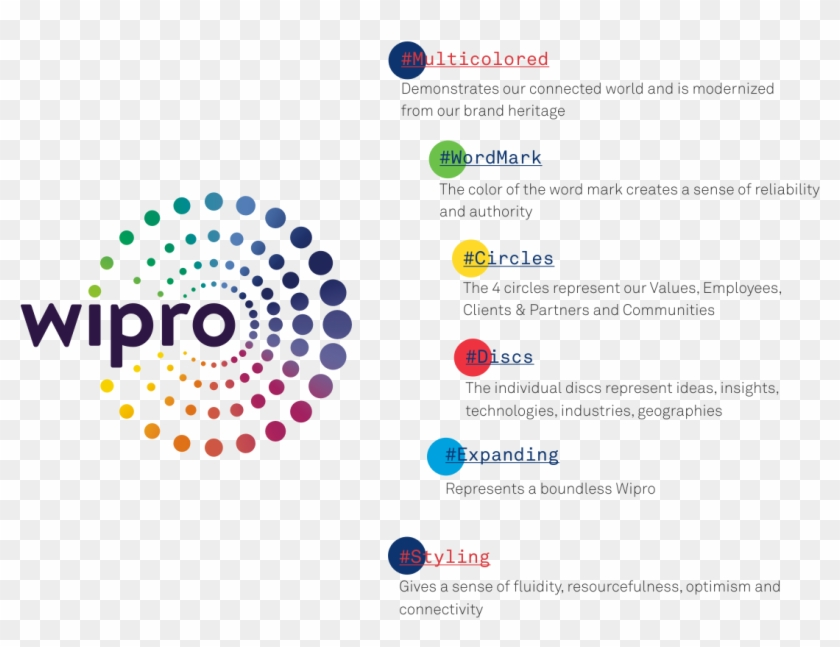 wipro
#Multicolored
Demonstrates our connected world and is modernized
from our brand heritage
#WordMark
The color of the word mark creates a sense of reliability
and authority
#Circles
The 4 circles represent our Values, Employees,
Clients & Partners and Communities
#Discs
The individual discs represent ideas, insights,
technologies, industries, geographies
#Expanding
Represents a boundless Wipro
#Styling
Gives a sense of fluidity, resourcefulness, optimism and
connectivity